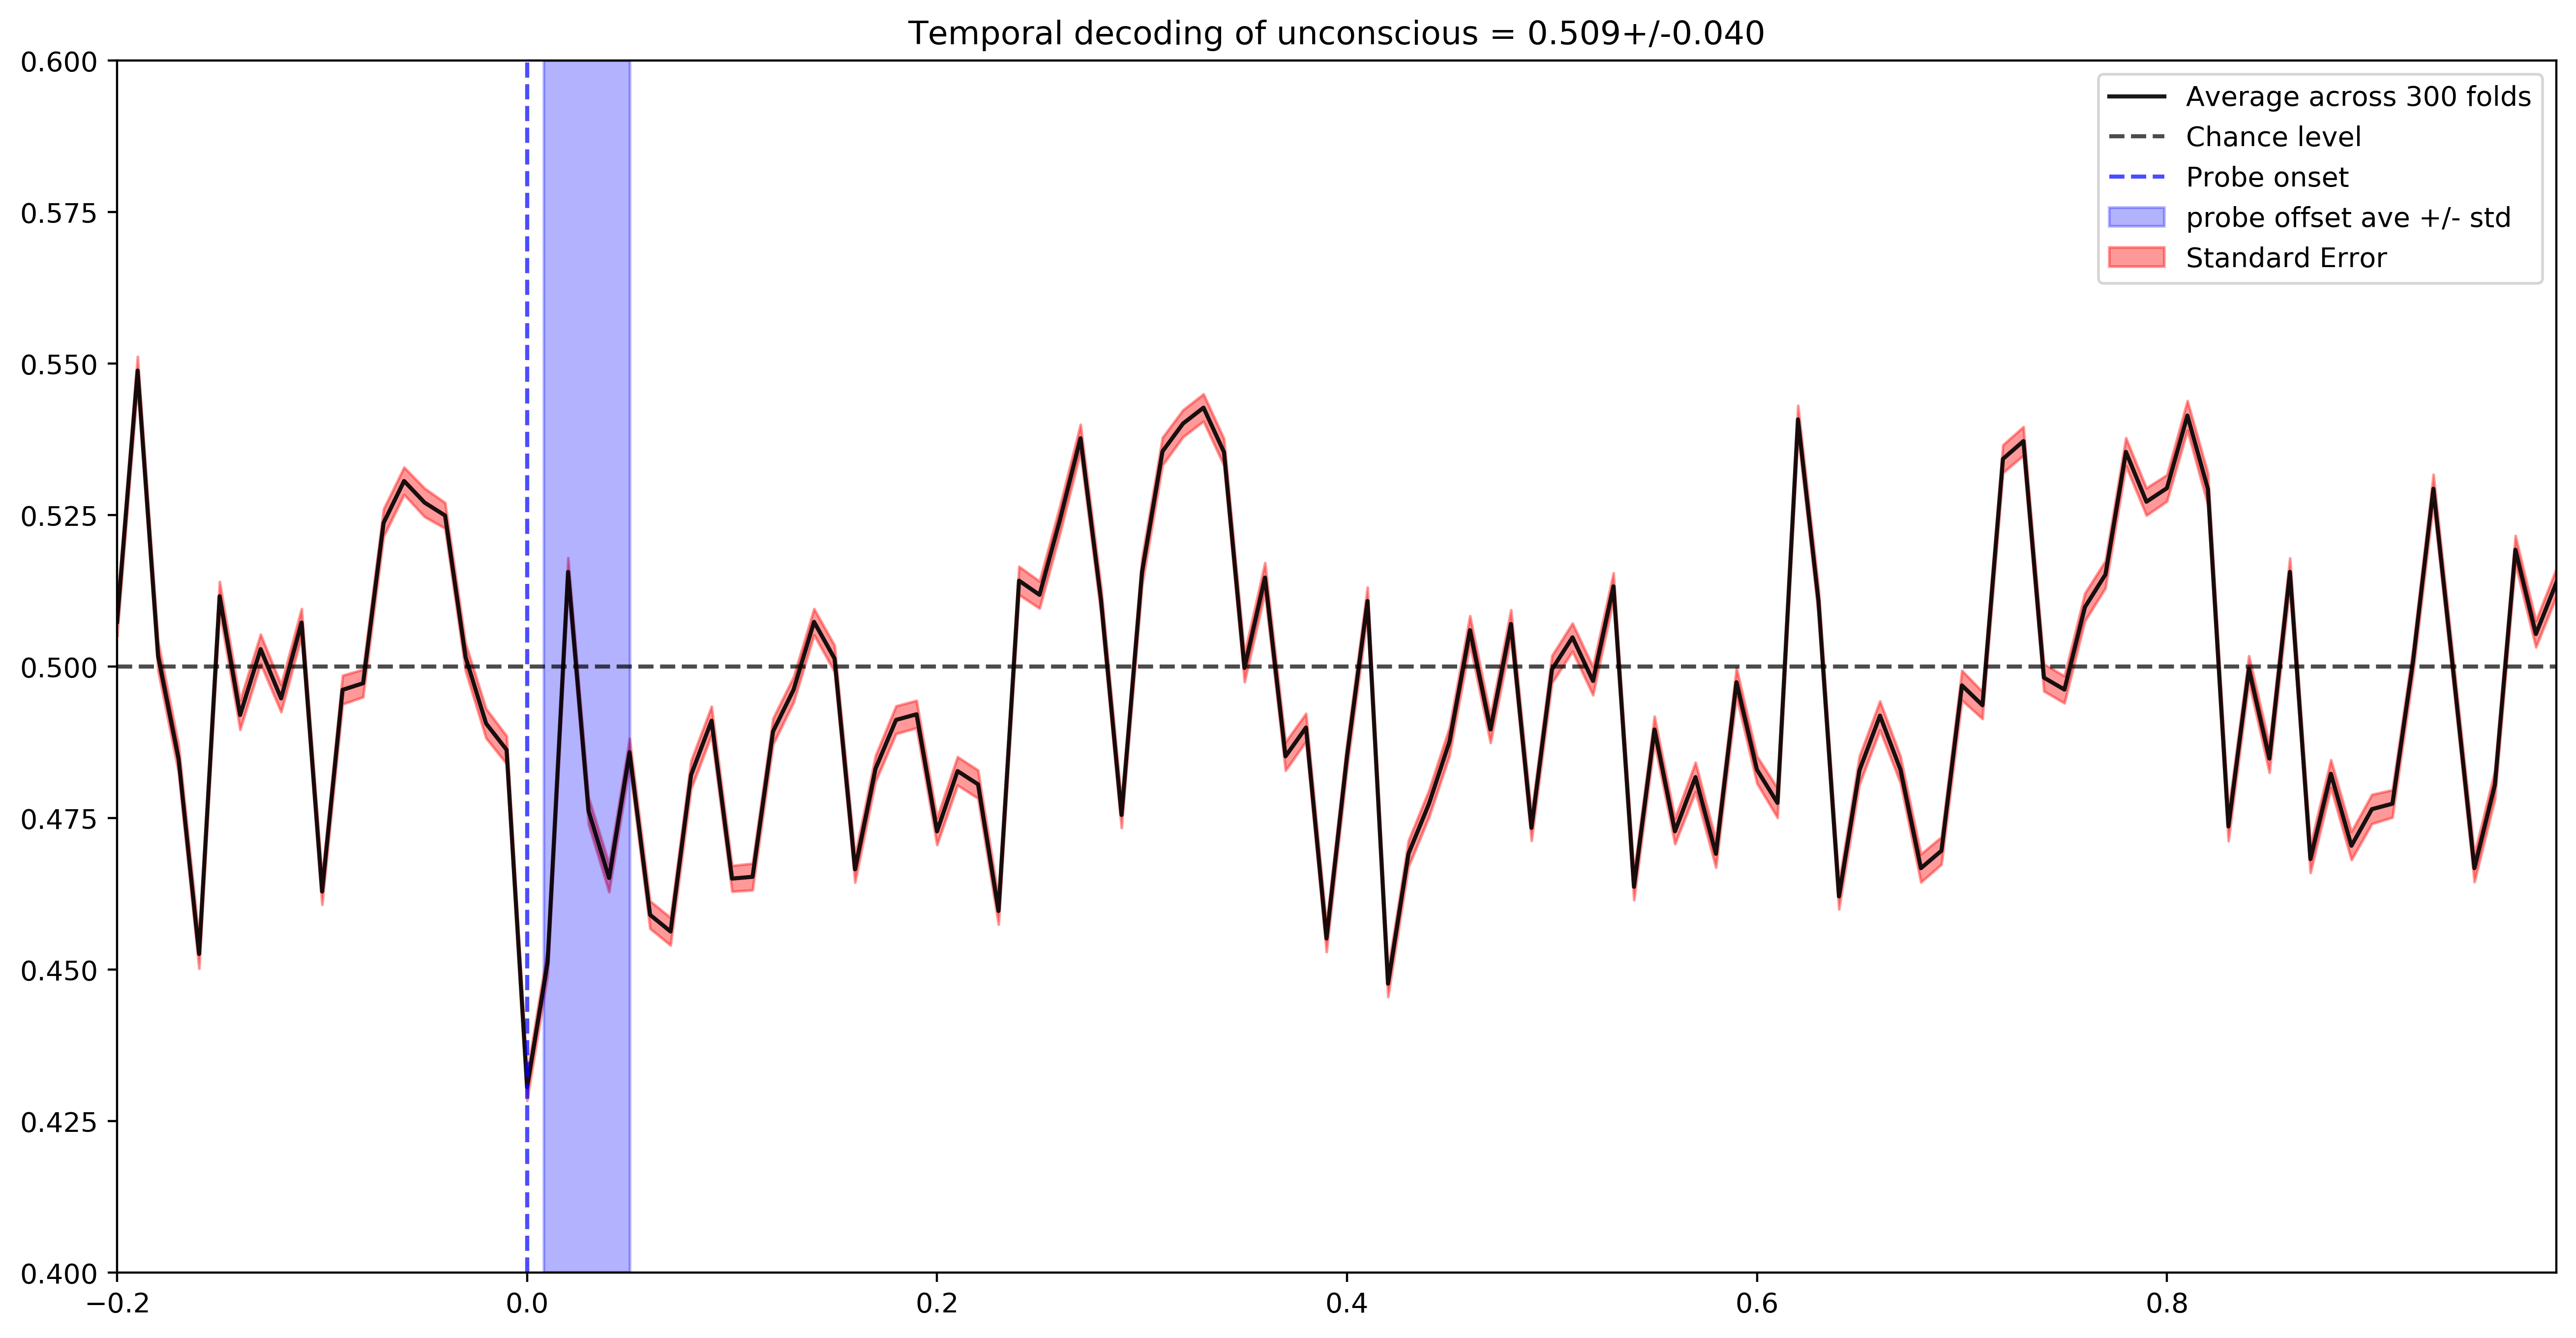 Temporal decoding of unconscious = 0.509+/-0.040
0.600
0.575
0.550
0.525
0.500
0.475
0.450
0.425
0.400
−0.2
0.0
0.2
0.4
0.6
0.8
Average across 300 folds
Chance level
Probe onset
probe offset ave +/- std
Standard Error